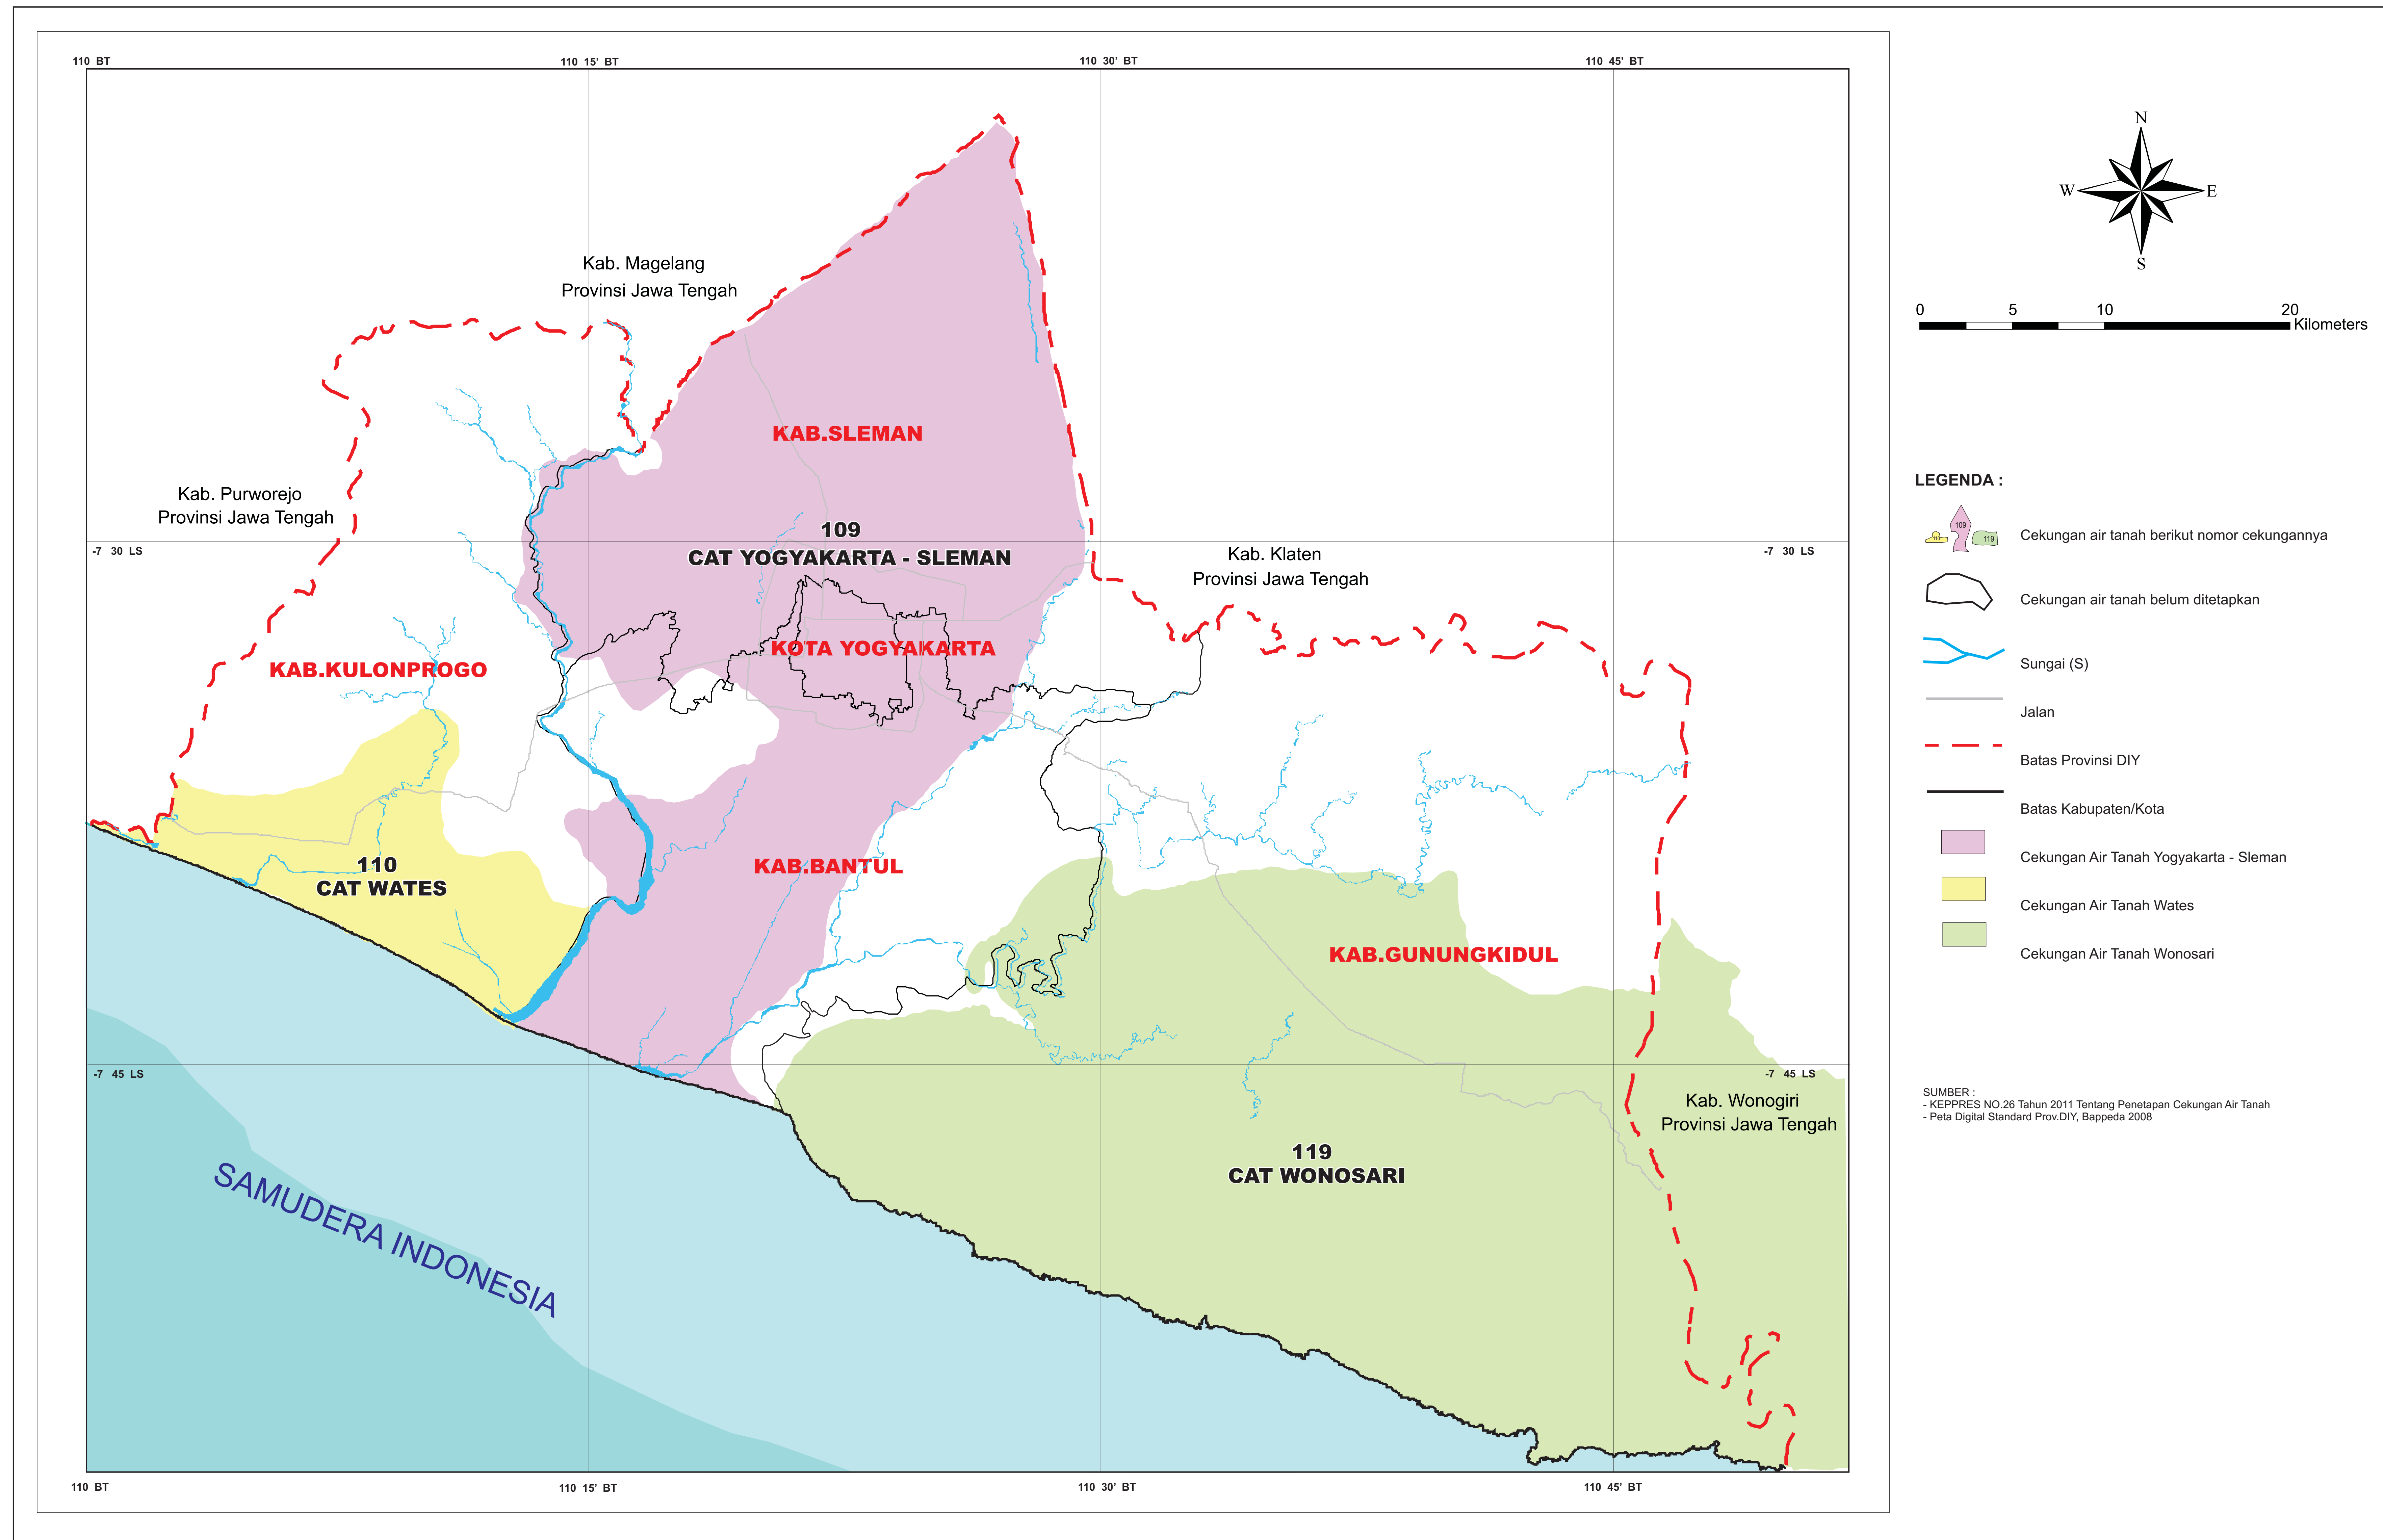 110 BT
110 15' BT
110 30' BT
110 45' BT
N
W
E
S
Kab. Magelang
Provinsi Jawa Tengah
0 5 10 20
Kilometers
KAB.SLEMAN
Kab. Purworejo
Provinsi Jawa Tengah
109
CAT YOGYAKARTA - SLEMAN
-7 30 LS
-7 30 LS
Kab. Klaten
Provinsi Jawa Tengah
KOTA YOGYAKARTA
KAB.KULONPROGO
110
CAT WATES
KAB.BANTUL
KAB.GUNUNGKIDUL
-7 45 LS
-7 45 LS
Kab. Wonogiri
Provinsi Jawa Tengah
119
CAT WONOSARI
SAMUDERA INDONESIA
110 BT
110 15' BT
110 30' BT
110 45' BT
LEGENDA :
109
110
119
Cekungan air tanah berikut nomor cekungannya
Cekungan air tanah belum ditetapkan
Sungai (S)
Jalan
Batas Provinsi DIY
Batas Kabupaten/Kota
Cekungan Air Tanah Yogyakarta - Sleman
Cekungan Air Tanah Wates
Cekungan Air Tanah Wonosari
SUMBER :
- KEPPRES NO.26 Tahun 2011 Tentang Penetapan Cekungan Air Tanah
- Peta Digital Standard Prov.DIY, Bappeda 2008